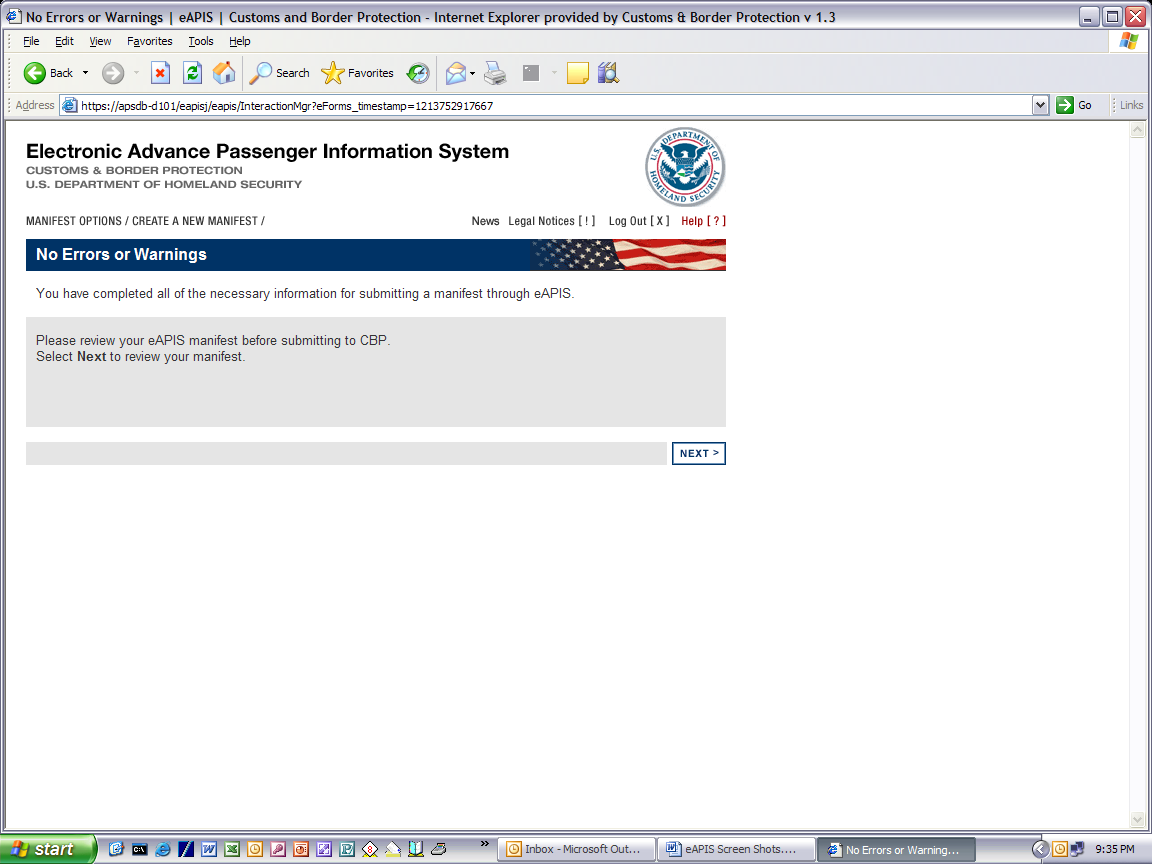 No Errors or Warnings | eAPIS | Customs and Border Protection - Internet Explorer provided by Customs & Border Protection v 1.3
File Edit View Favorites Tools Help
Back Search Favorites
Address https://apsdb-d101/eapisj/eapis/InteractionMgr?eForms_timestamp=1213752917667 Go Links
Electronic Advance Passenger Information System
CUSTOMS & BORDER PROTECTION
U.S. DEPARTMENT OF HOMELAND SECURITY
U.S. DEPARTMENT OF HOMELAND SECURITY
MANIFEST OPTIONS / CREATE A NEW MANIFEST / News Legal Notices [ ! ] Log Out [ X ] Help [ ? ]
No Errors or Warnings
You have completed all of the necessary information for submitting a manifest through eAPIS.
Please review your eAPIS manifest before submitting to CBP.
Select Next to review your manifest.
NEXT >
start » Inbox - Microsoft Out... eAPIS Screen Shots.... No Errors or Warning... 9:35 PM